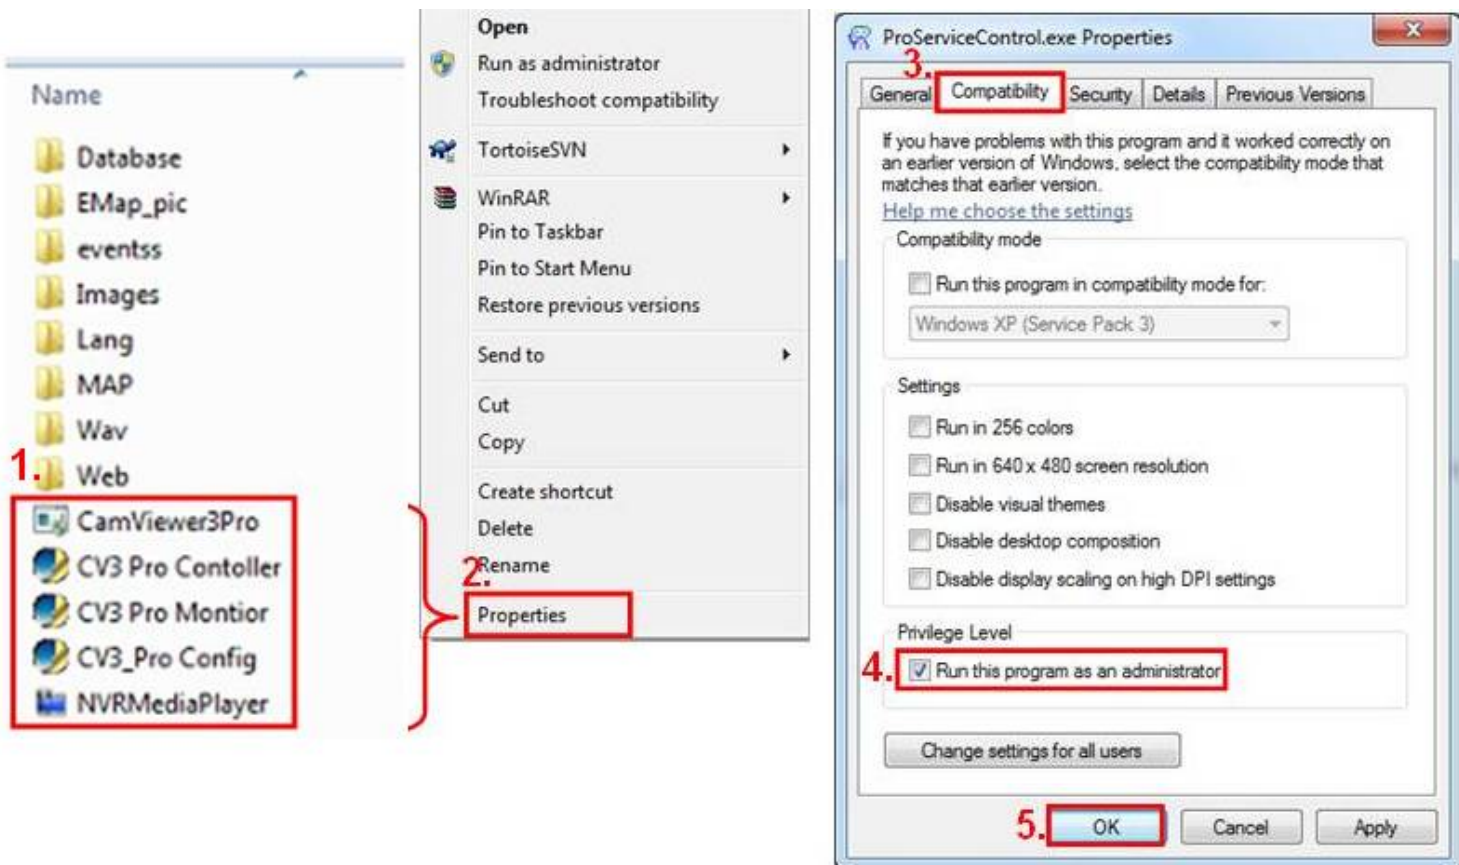 Name
Database
EMap_pic
eventss
Images
Lang
MAP
Wav
1.
Web
CamViewer3Pro
CV3 Pro Contoller
CV3 Pro Montior
CV3_Pro Config
NVRMediaPlayer
Open
Run as administrator
Troubleshoot compatibility
TortoiseSVN
WinRAR
Pin to Taskbar
Pin to Start Menu
Restore previous versions
Send to
Cut
Copy
Create shortcut
Delete
Rename
2.
Properties
ProServiceControl.exe Properties
3.
General Compatibility Security Details Previous Versions
If you have problems with this program and it worked correctly on
an earlier version of Windows, select the compatibility mode that
matches that earlier version.
Help me choose the settings
Compatibility mode
Run this program in compatibility mode for:
Windows XP (Service Pack 3)
Settings
Run in 256 colors
Run in 640 x 480 screen resolution
Disable visual themes
Disable desktop composition
Disable display scaling on high DPI settings
Privilege Level
4. Run this program as an administrator
Change settings for all users
5. OK Cancel Apply